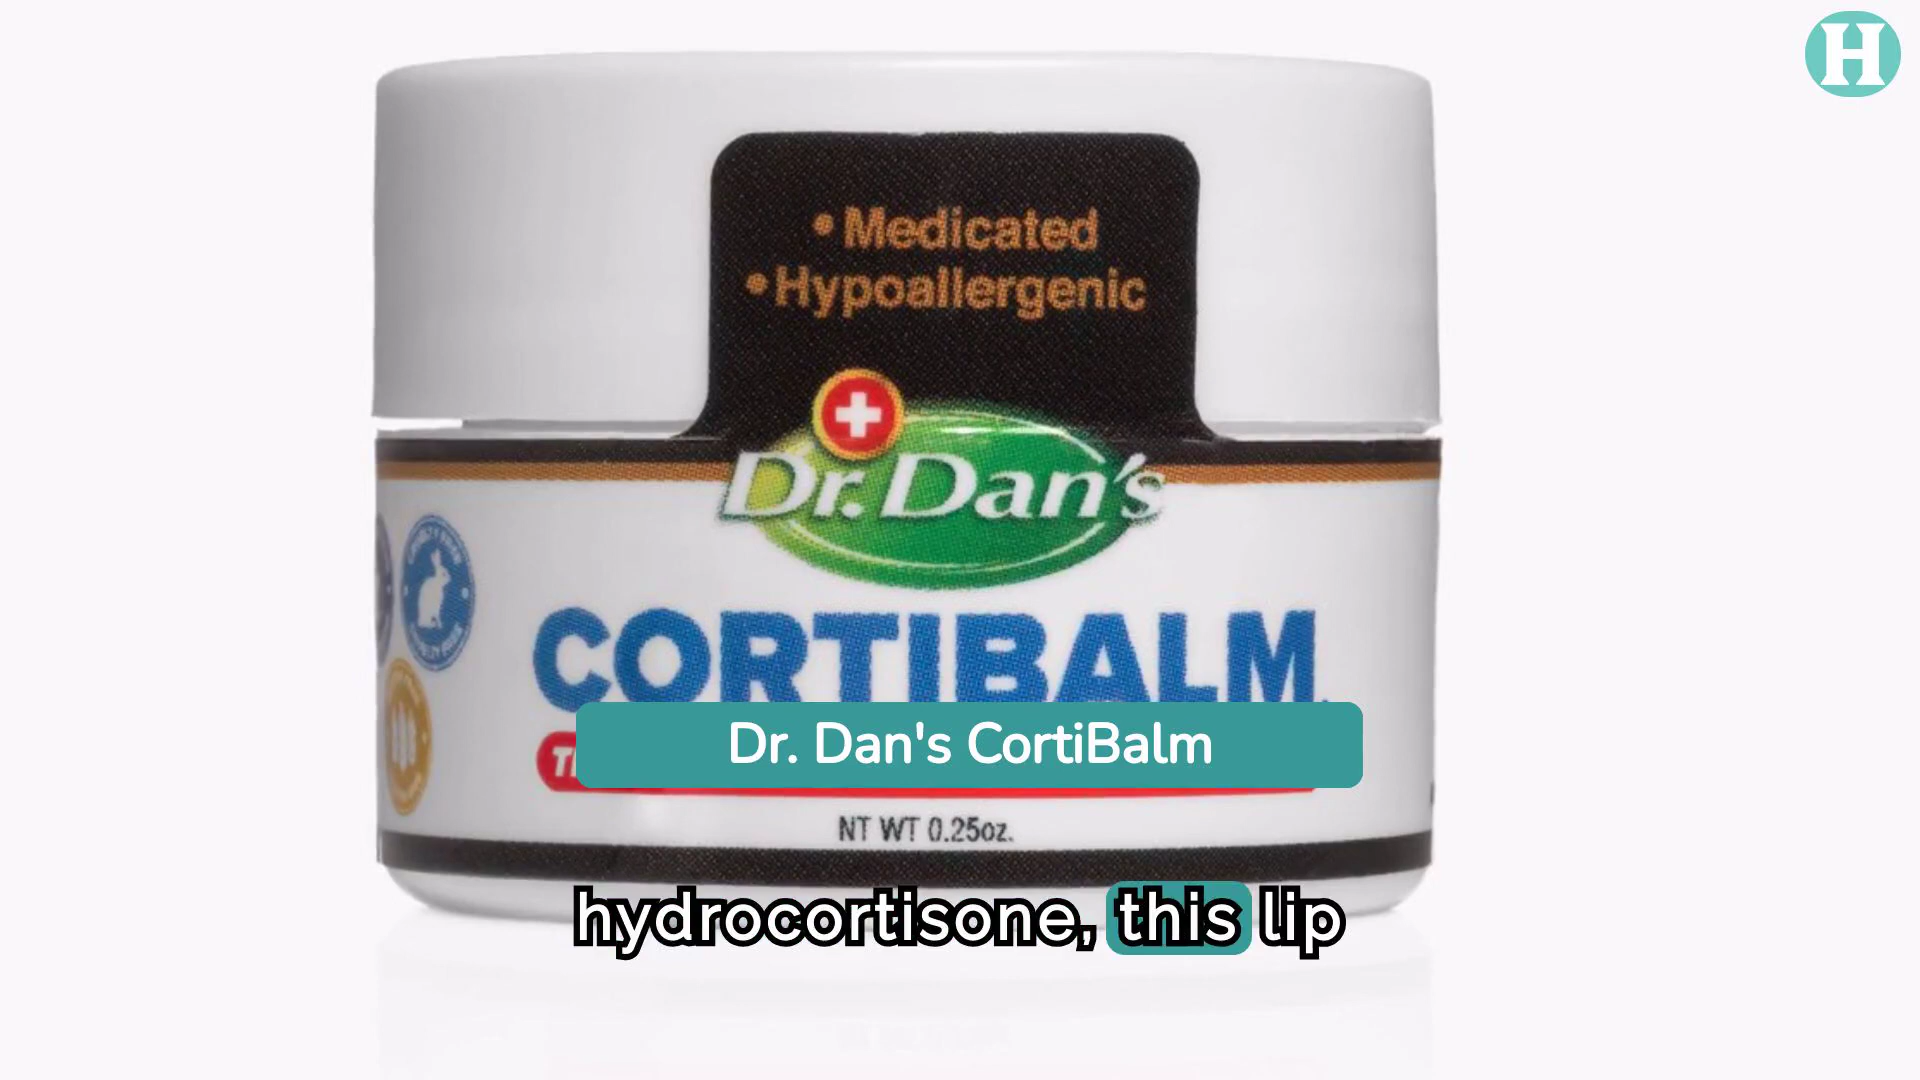 H
• Medicated
• Hypoallergenic
Dr. Dan's
CORTIBALM
Dr. Dan's CortiBalm
NT WT 0.25oz.
hydrocortisone, this lip